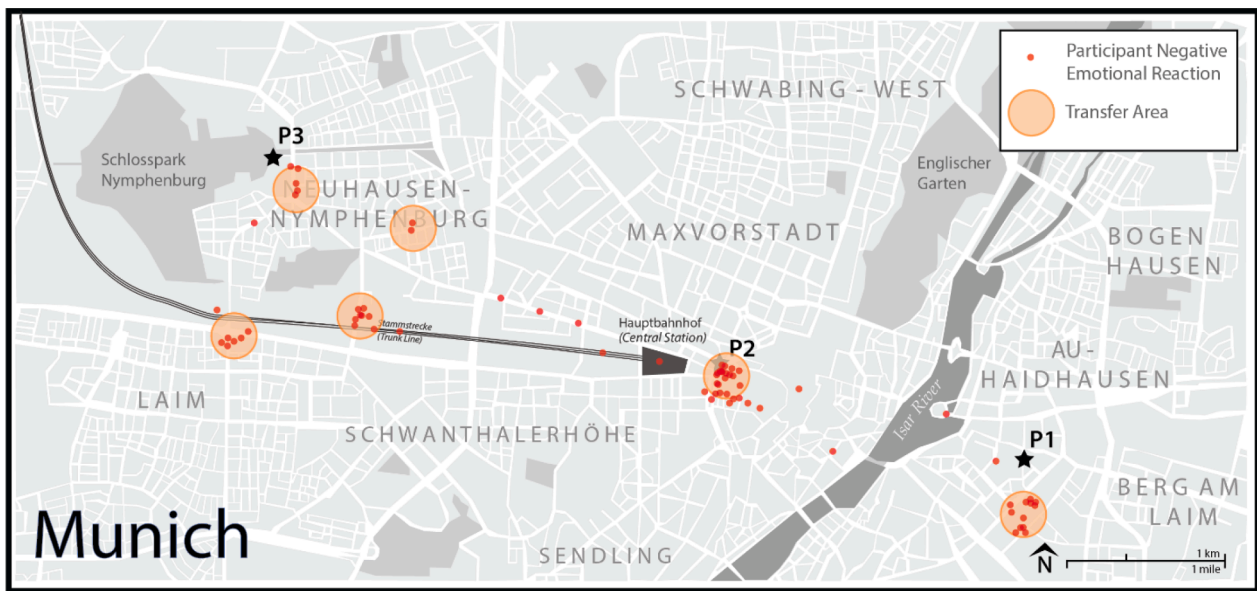 Participant Negative
Emotional Reaction
Transfer Area
SCHWABING - WEST
P3
Schlosspark
Nymphenburg
Englischer
Garten
NEUHAUSEN-
NYMPHENBURG
MAXVORSTADT
BOGEN
HAUSEN
Hauptbahnhof
(Central Station)
Stammstrecke
(Trunk Line)
P2
AU-
HAIDHAUSEN
LAIM
Isar River
SCHWANTHALERHÖHE
P1
BERG AM
LAIM
Munich
SENDLING
N
1 km
1 mile